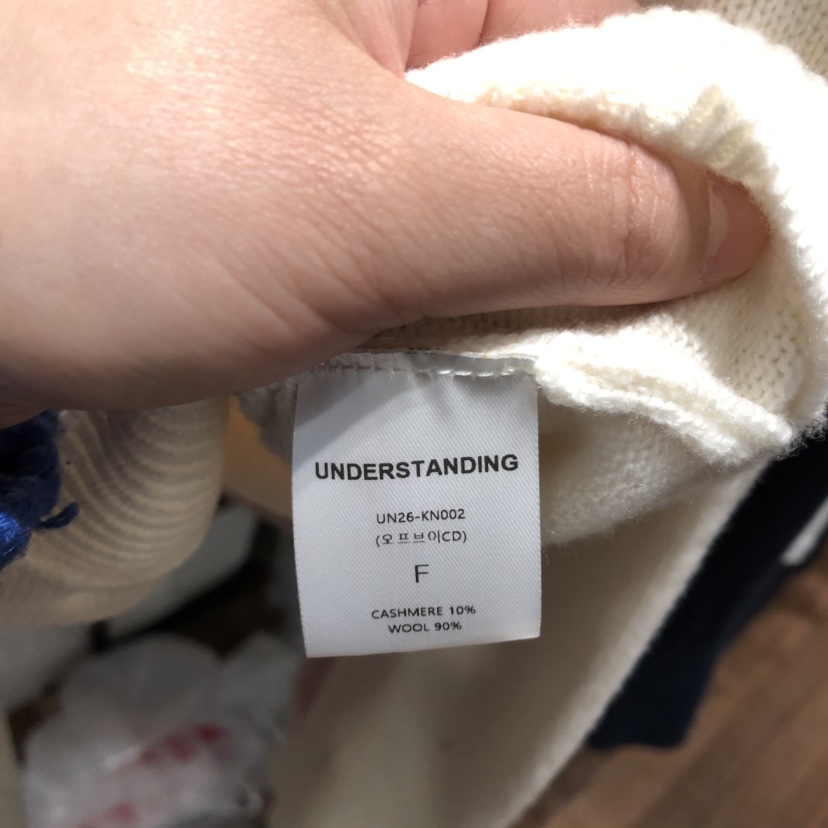 UNDERSTANDING
UN26-KN002
(오프브이CD)
F
CASHMERE 10%
WOOL 90%